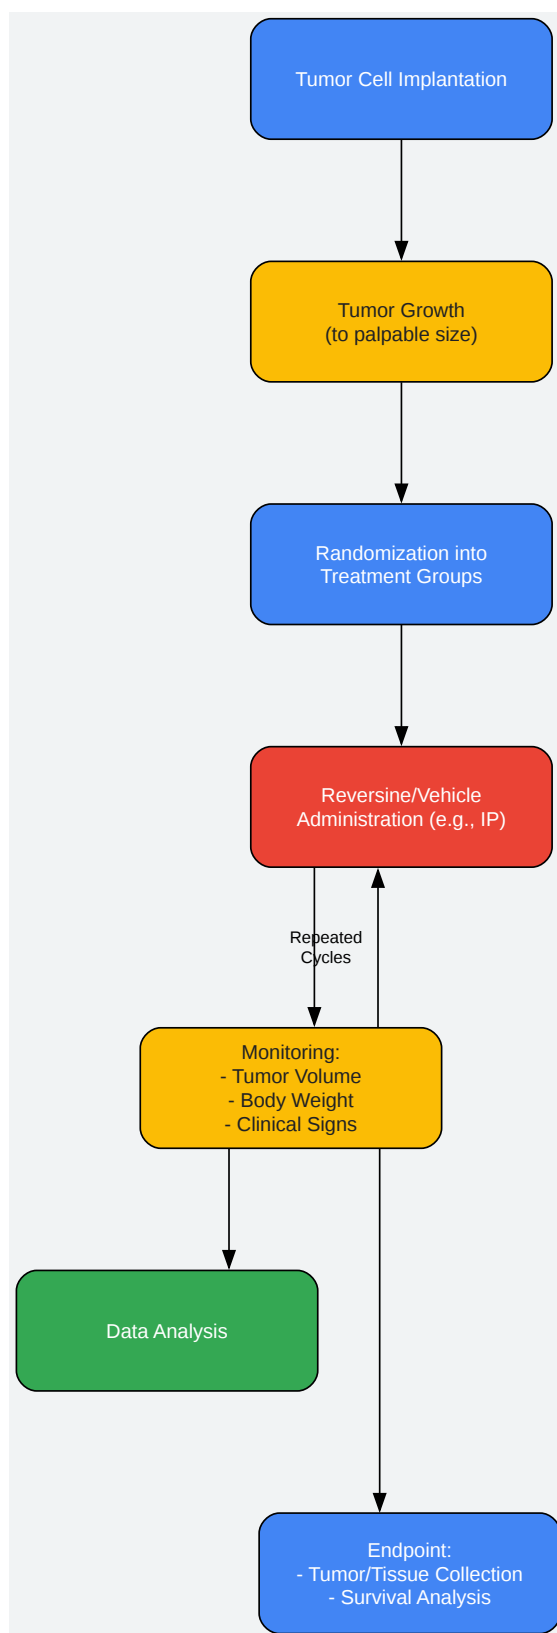 Tumor Cell Implantation
Tumor Growth
(to palpable size)
Randomization into
Treatment Groups
Reversine/Vehicle
Administration (e.g., IP)
Repeated
Cycles
Monitoring:
- Tumor Volume
- Body Weight
- Clinical Signs
Data Analysis
Endpoint:
- Tumor/Tissue Collection
- Survival Analysis